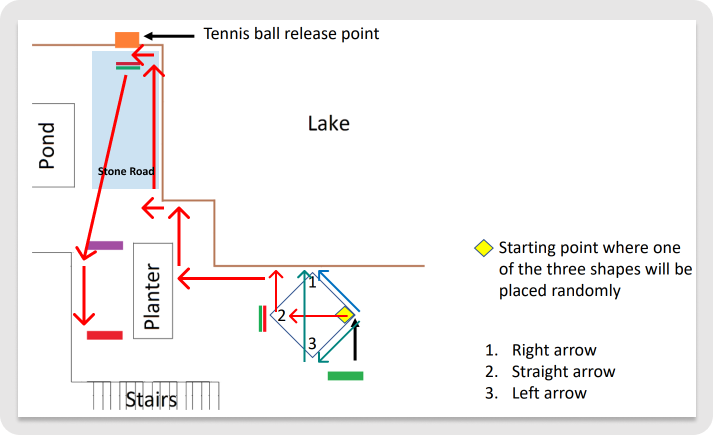 Tennis ball release point
Lake
Pond
Stone Road
Planter
Stairs
1
2
3
Starting point where one
of the three shapes will be
placed randomly
1. Right arrow
2. Straight arrow
3. Left arrow